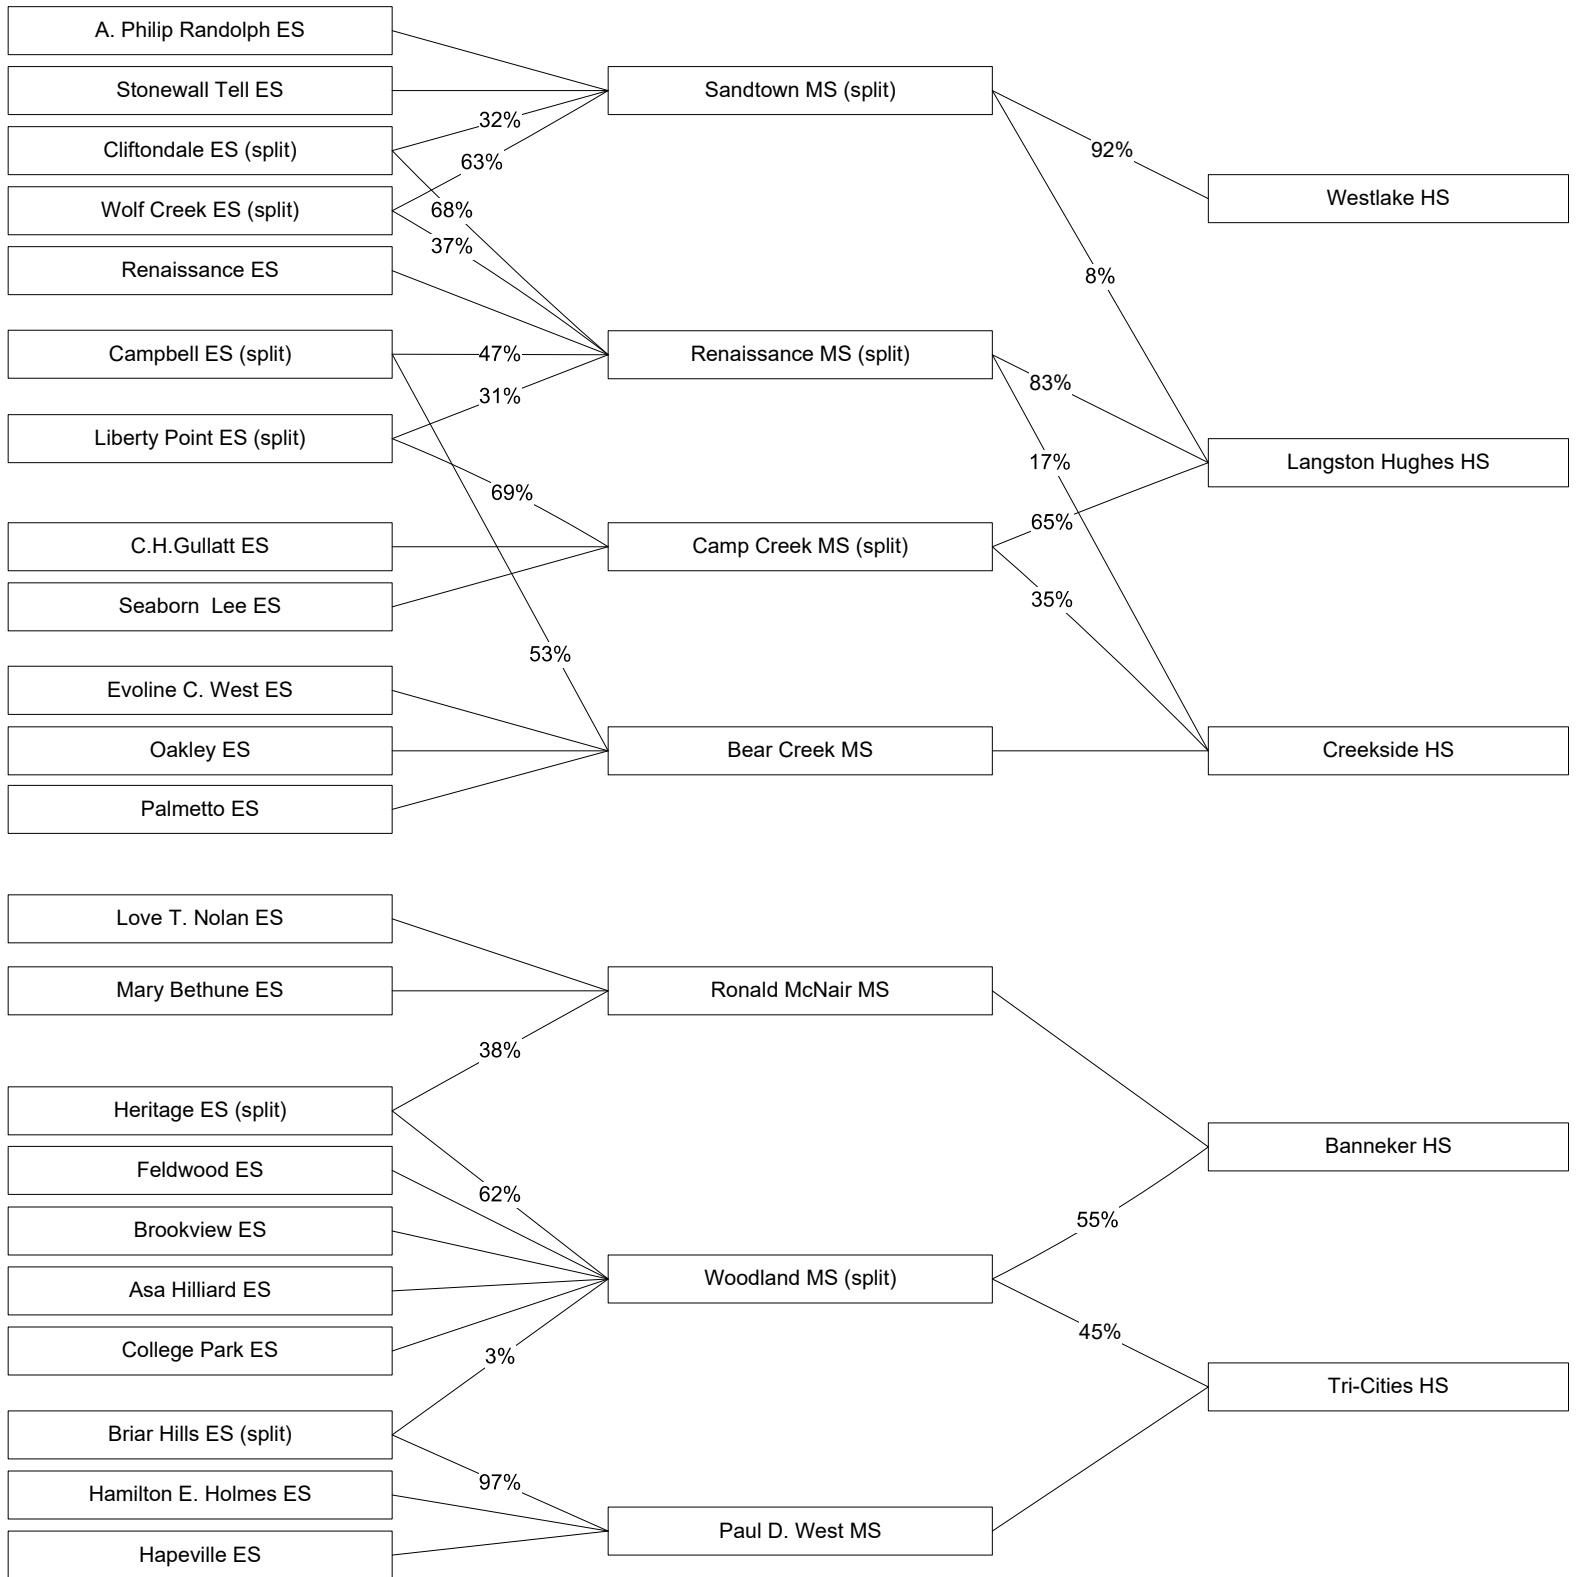 A. Philip Randolph ES
Stonewall Tell ES
Sandtown MS (split)
32%
Cliftondale ES (split)
92%
63%
Wolf Creek ES (split)
68%
Westlake HS
37%
Renaissance ES
8%
Campbell ES (split)
47%
Renaissance MS (split)
83%
31%
Liberty Point ES (split)
17%
Langston Hughes HS
69%
65%
C.H.Gullatt ES
Camp Creek MS (split)
35%
Seaborn  Lee ES
53%
Evoline C. West ES
Oakley ES
Bear Creek MS
Creekside HS
Palmetto ES
Love T. Nolan ES
Mary Bethune ES
Ronald McNair MS
38%
Heritage ES (split)
Banneker HS
Feldwood ES
62%
55%
Brookview ES
Asa Hilliard ES
Woodland MS (split)
45%
College Park ES
3%
Tri-Cities HS
Briar Hills ES (split)
97%
Hamilton E. Holmes ES
Paul D. West MS
Hapeville ES